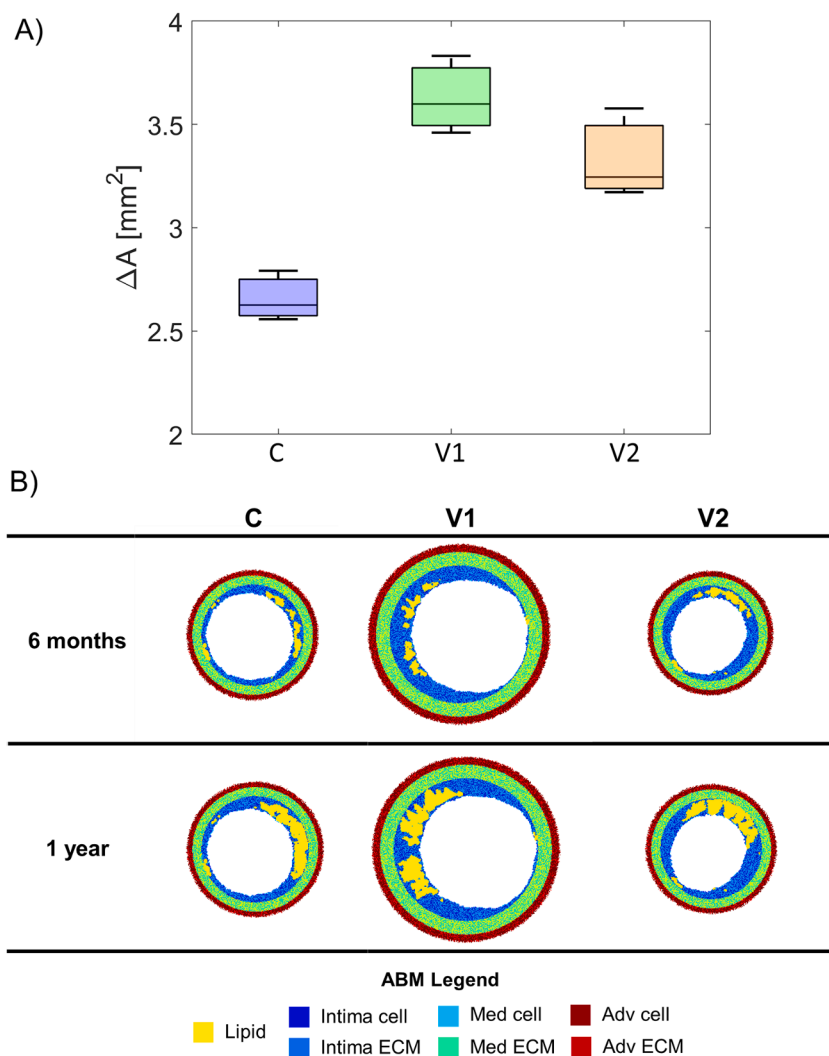 A)
4
3.5
3
2.5
2
ΔA [mm²]
C V1 V2
B)
C V1 V2
6 months
1 year
ABM Legend
Lipid Intima cell Med cell Adv cell
Intima ECM Med ECM Adv ECM